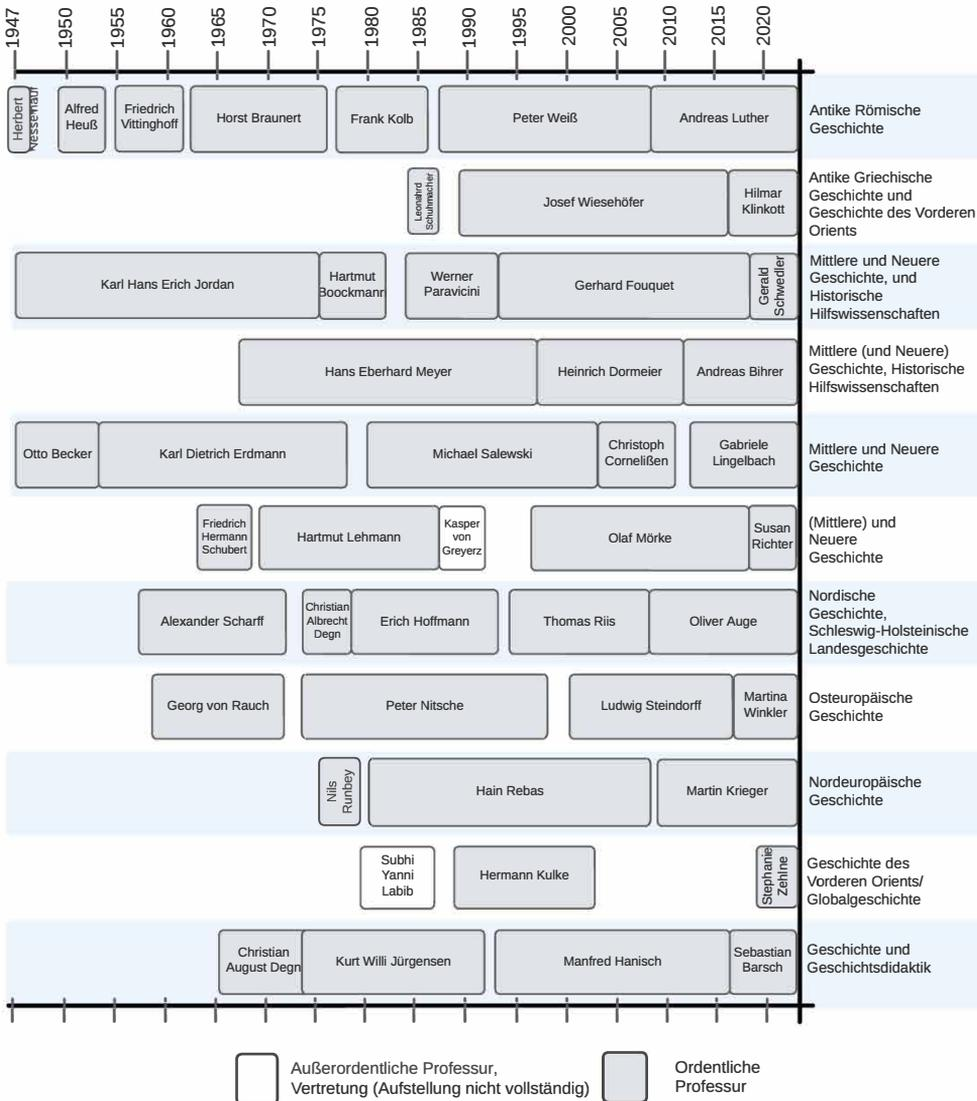 1947
1950
1955
1960
1965
1970
1975
1980
1985
1990
1995
2000
2005
2010
2015
2020
Herbert
Nesselhauf
Alfred
Heuß
Friedrich
Vittinghoff
Horst Braunert
Frank Kolb
Peter Weiß
Andreas Luther
Antike Römische
Geschichte
Leonahrd
Schuhmacher
Josef Wiesehöfer
Hilmar
Klinkott
Antike Griechische
Geschichte und
Geschichte des Vorderen
Orients
Karl Hans Erich Jordan
Hartmut
Boockmann
Werner
Paravicini
Gerhard Fouquet
Gerald
Schwedler
Mittlere und Neuere
Geschichte, und
Historische
Hilfswissenschaften
Hans Eberhard Meyer
Heinrich Dormeier
Andreas Bihrer
Mittlere (und Neuere)
Geschichte, Historische
Hilfswissenschaften
Otto Becker
Karl Dietrich Erdmann
Michael Salewski
Christoph
Cornelißen
Gabriele
Lingelbach
Mittlere und Neuere
Geschichte
Friedrich
Hermann
Schubert
Hartmut Lehmann
Kasper
von
Greyerz
Olaf Mörke
Susan
Richter
(Mittlere) und
Neuere
Geschichte
Alexander Scharff
Christian
Albrecht
Degn
Erich Hoffmann
Thomas Riis
Oliver Auge
Nordische
Geschichte,
Schleswig-Holsteinische
Landesgeschichte
Georg von Rauch
Peter Nitsche
Ludwig Steindorff
Martina
Winkler
Osteuropäische
Geschichte
Nils
Runbey
Hain Rebas
Martin Krieger
Nordeuropäische
Geschichte
Subhi
Yanni
Labib
Hermann Kulke
Stephanie
Zehlne
Geschichte des
Vorderen Orients/
Globalgeschichte
Christian
August Degn
Kurt Willi Jürgensen
Manfred Hanisch
Sebastian
Barsch
Geschichte und
Geschichtsdidaktik
Außerordentliche Professur,
Vertretung (Aufstellung nicht vollständig)
Ordentliche
Professur